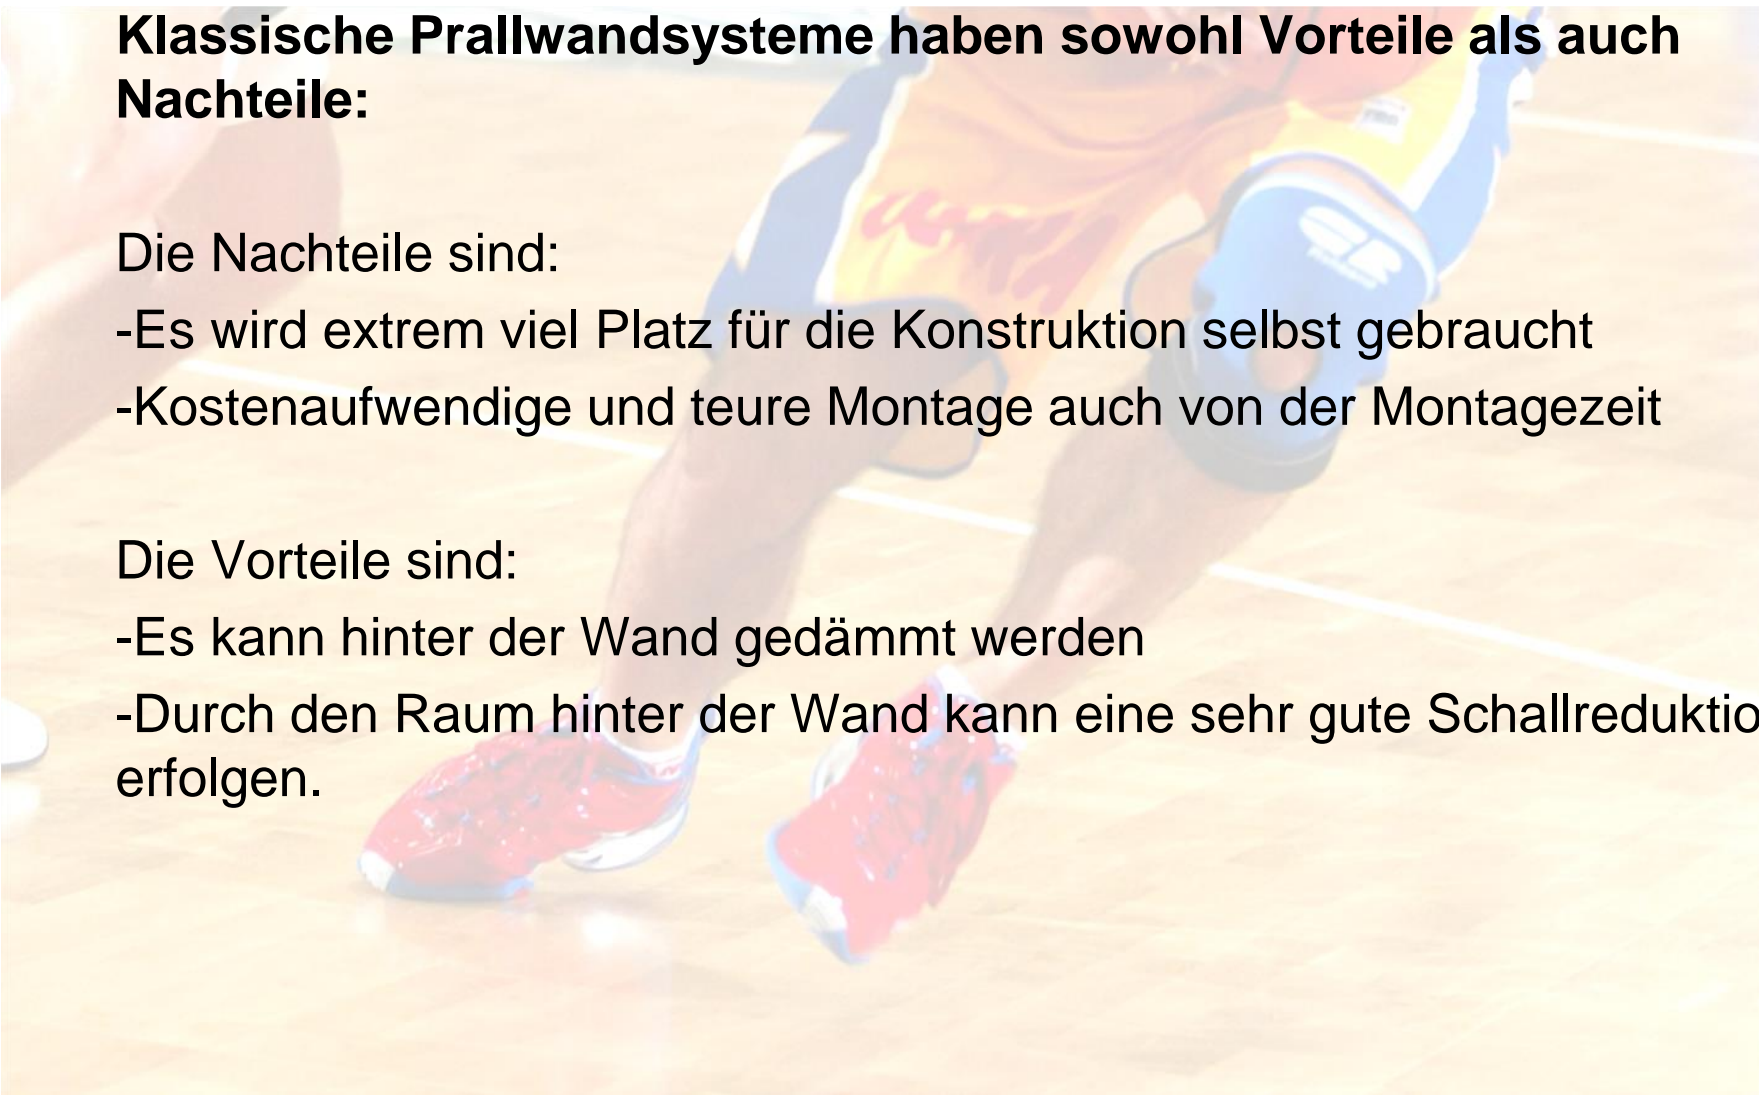 Klassische Prallwandsysteme haben sowohl Vorteile als auch
Nachteile:
Die Nachteile sind:
-Es wird extrem viel Platz für die Konstruktion selbst gebraucht
-Kostenaufwendige und teure Montage auch von der Montagezeit
Die Vorteile sind:
-Es kann hinter der Wand gedämmt werden
-Durch den Raum hinter der Wand kann eine sehr gute Schallreduktio
erfolgen.